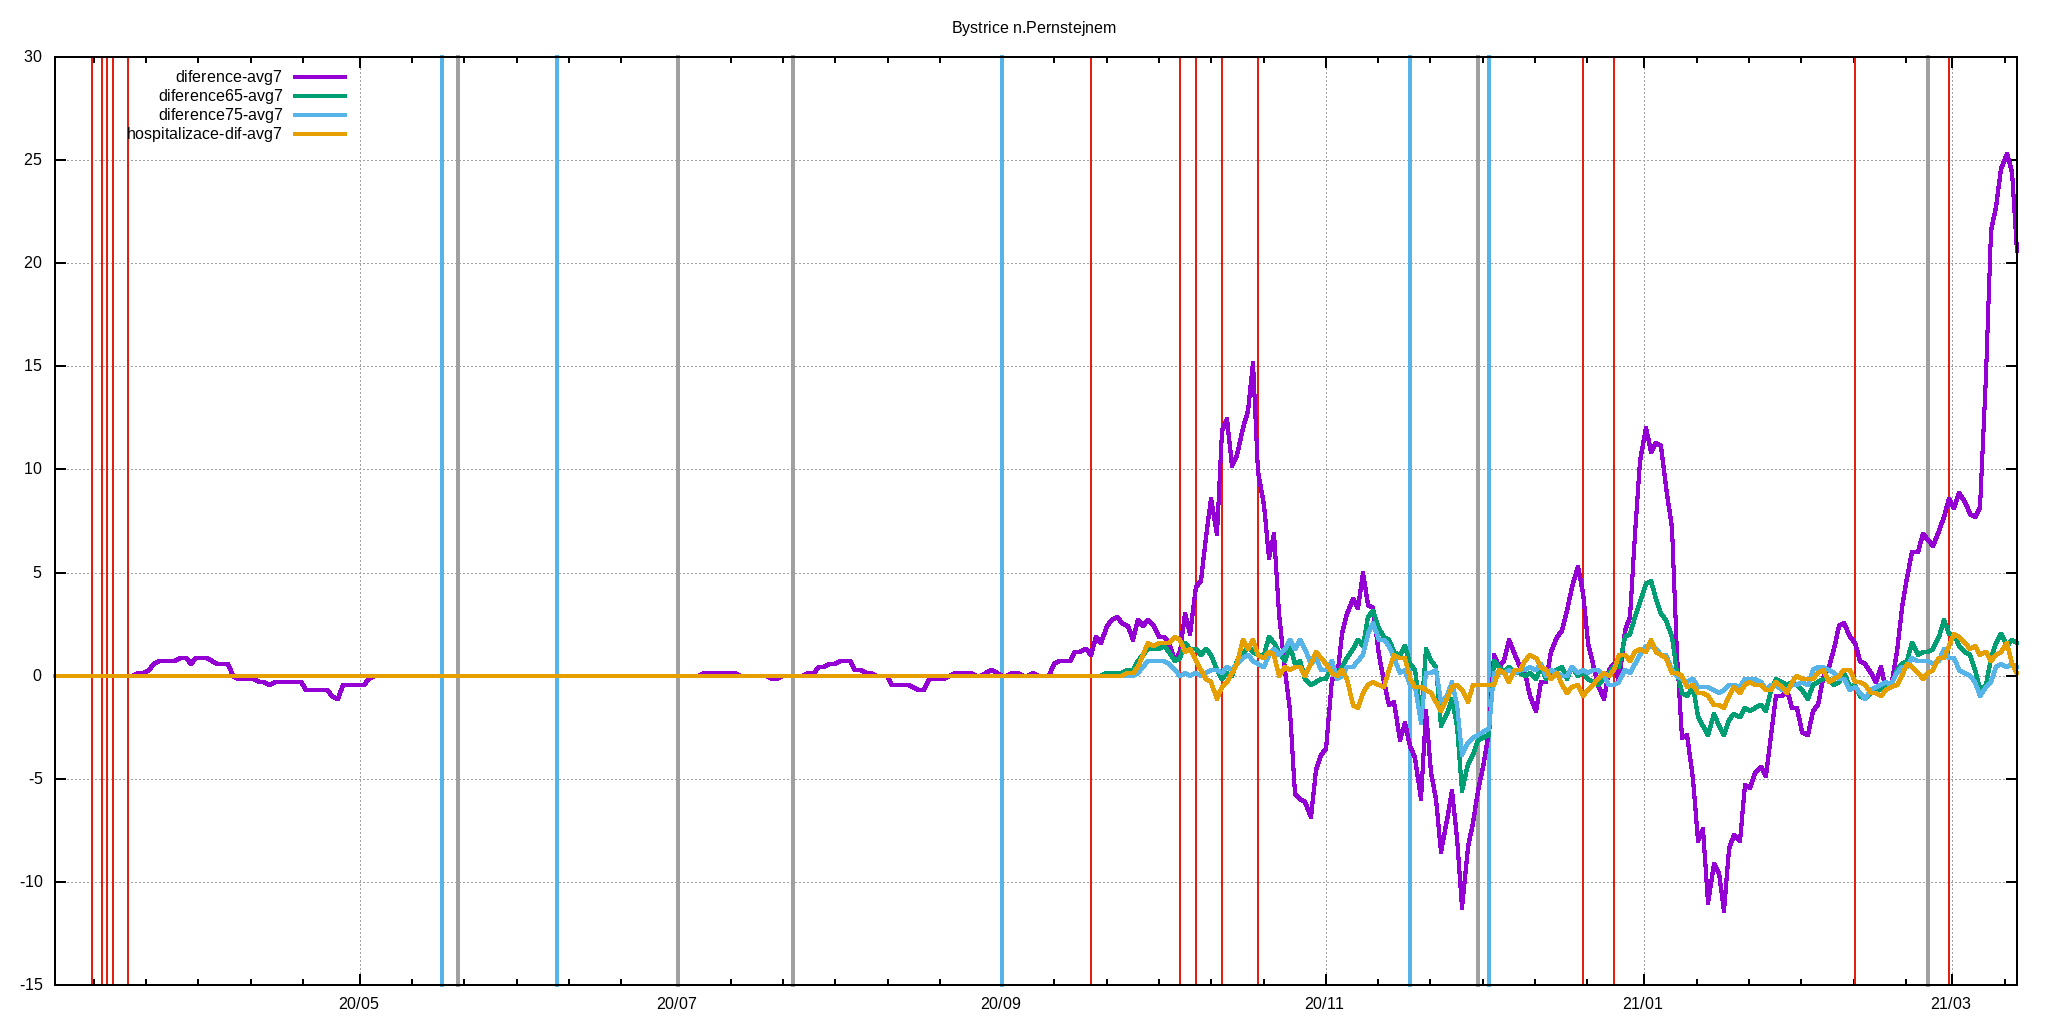 Bystrice n.Pernstejnem
30
diference-avg7
diference65-avg7
diference75-avg7
hospitalizace-dif-avg7
25
20
15
10
5
0
-5
-10
-15
20/05 20/07 20/09 20/11 21/01 21/03